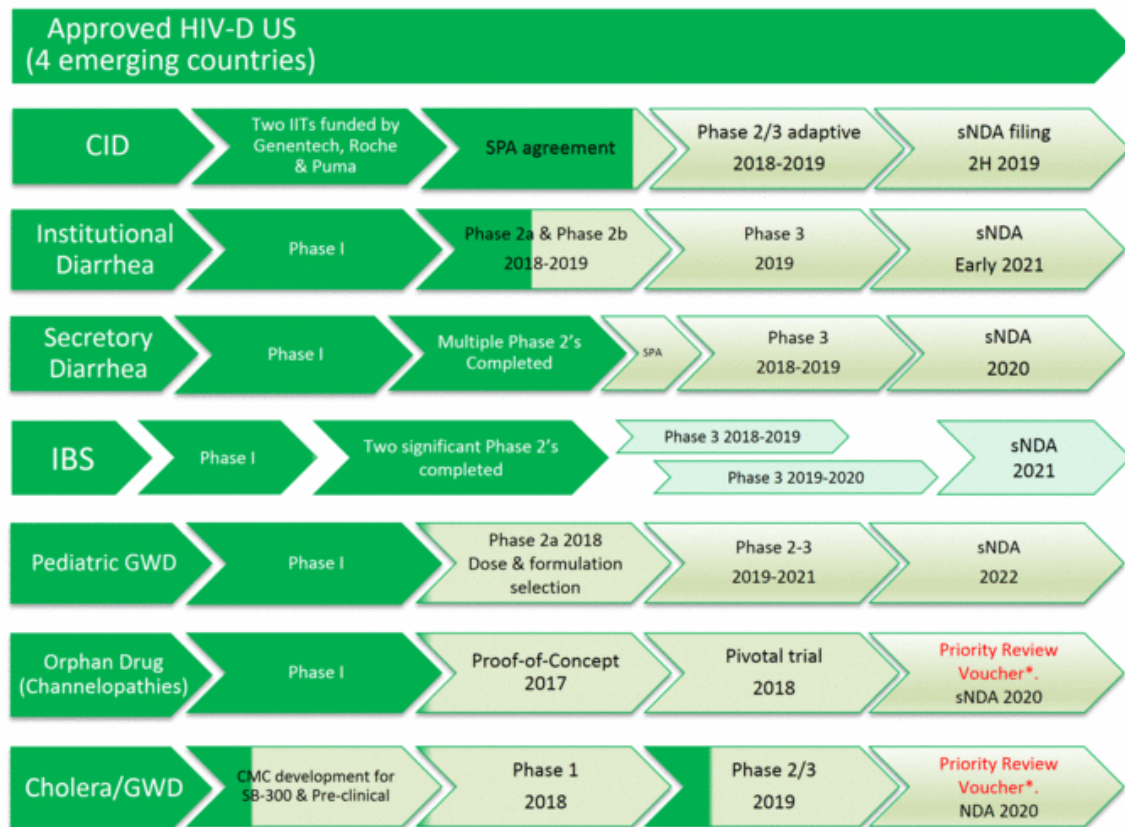 Approved HIV-D US
(4 emerging countries)
CID
Two IITs funded by
Genentech, Roche
& Puma
SPA agreement
Phase 2/3 adaptive
2018-2019
sNDA filing
2H 2019
Institutional
Diarrhea
Phase I
Phase 2a & Phase 2b
2018-2019
Phase 3
2019
sNDA
Early 2021
Secretory
Diarrhea
Phase I
Multiple Phase 2's
Completed
SPA
Phase 3
2018-2019
sNDA
2020
IBS
Phase I
Two significant Phase 2's
completed
Phase 3 2018-2019
Phase 3 2019-2020
sNDA
2021
Pediatric GWD
Phase I
Phase 2a 2018
Dose & formulation
selection
Phase 2-3
2019-2021
sNDA
2022
Orphan Drug
(Channelopathies)
Phase I
Proof-of-Concept
2017
Pivotal trial
2018
Priority Review
Voucher*.
sNDA 2020
Cholera/GWD
CMC development for
SB-300 & Pre-clinical
Phase 1
2018
Phase 2/3
2019
Priority Review
Voucher*.
NDA 2020